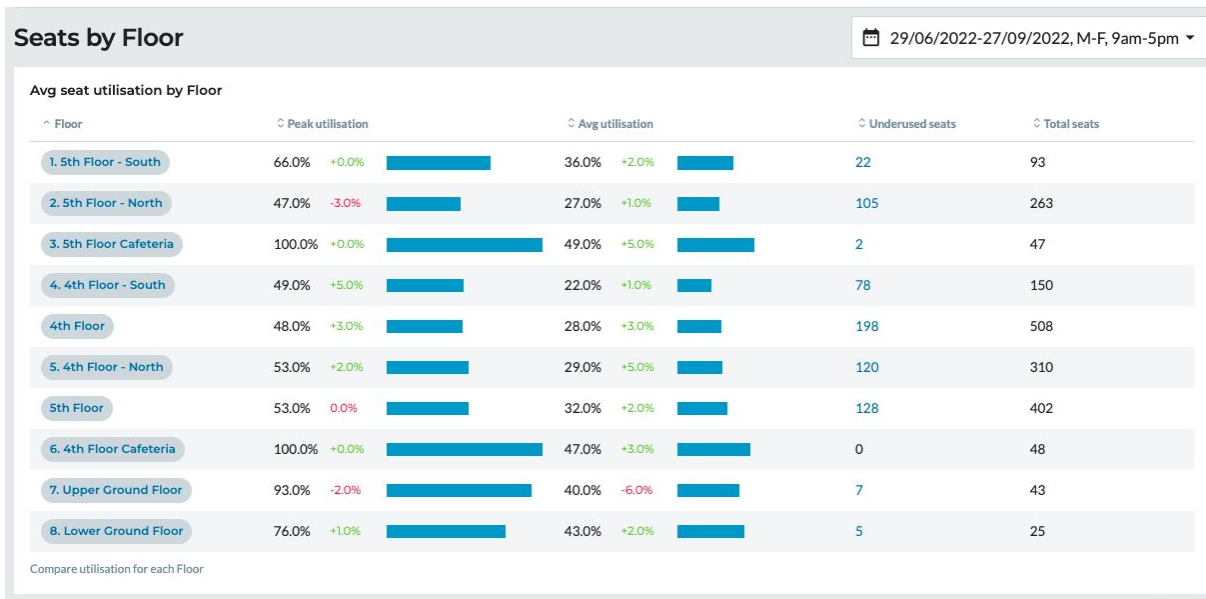 Seats by Floor
29/06/2022-27/09/2022, M-F, 9am-5pm
Avg seat utilisation by Floor
Floor Peak utilisation Avg utilisation Underused seats Total seats
1. 5th Floor - South 66.0% +0.0% 36.0% +2.0% 22 93
2. 5th Floor - North 47.0% -3.0% 27.0% +1.0% 105 263
3. 5th Floor Cafeteria 100.0% +0.0% 49.0% +5.0% 2 47
4. 4th Floor - South 49.0% +5.0% 22.0% +1.0% 78 150
4th Floor 48.0% +3.0% 28.0% +3.0% 198 508
5. 4th Floor - North 53.0% +2.0% 29.0% +5.0% 120 310
5th Floor 53.0% 0.0% 32.0% +2.0% 128 402
6. 4th Floor Cafeteria 100.0% +0.0% 47.0% +3.0% 0 48
7. Upper Ground Floor 93.0% -2.0% 40.0% -6.0% 7 43
8. Lower Ground Floor 76.0% +1.0% 43.0% +2.0% 5 25
Compare utilisation for each Floor